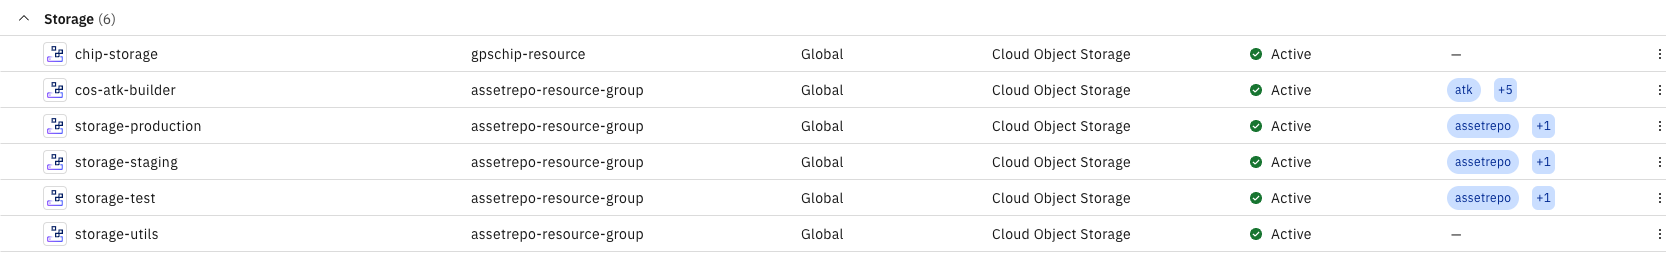 Storage (6)
chip-storage gpschip-resource Global Cloud Object Storage Active –
cos-atk-builder assetrepo-resource-group Global Cloud Object Storage Active atk +5
storage-production assetrepo-resource-group Global Cloud Object Storage Active assetrepo +1
storage-staging assetrepo-resource-group Global Cloud Object Storage Active assetrepo +1
storage-test assetrepo-resource-group Global Cloud Object Storage Active assetrepo +1
storage-utils assetrepo-resource-group Global Cloud Object Storage Active –